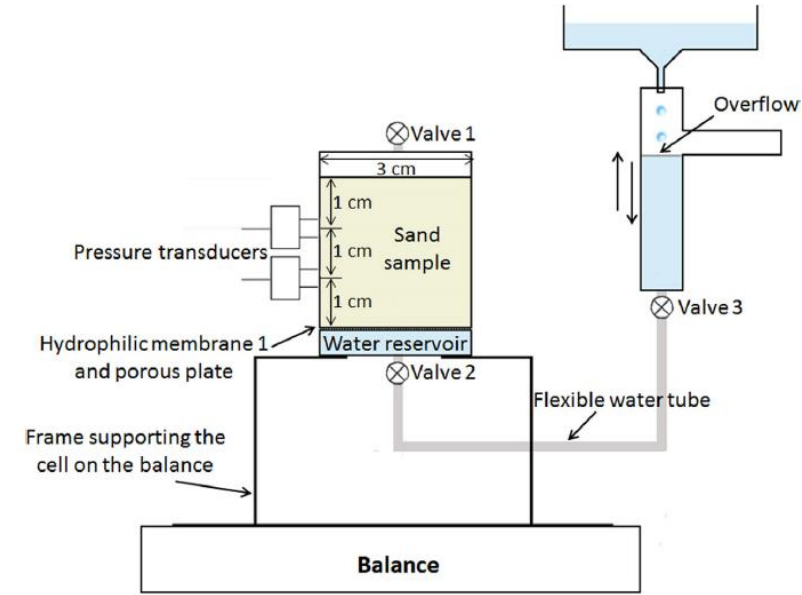 Overflow
Valve 1
3 cm
1 cm
Sand
sample
Pressure transducers
1 cm
1 cm
Valve 3
Hydrophilic membrane 1
and porous plate
Water reservoir
Valve 2
Flexible water tube
Frame supporting the
cell on the balance
Balance